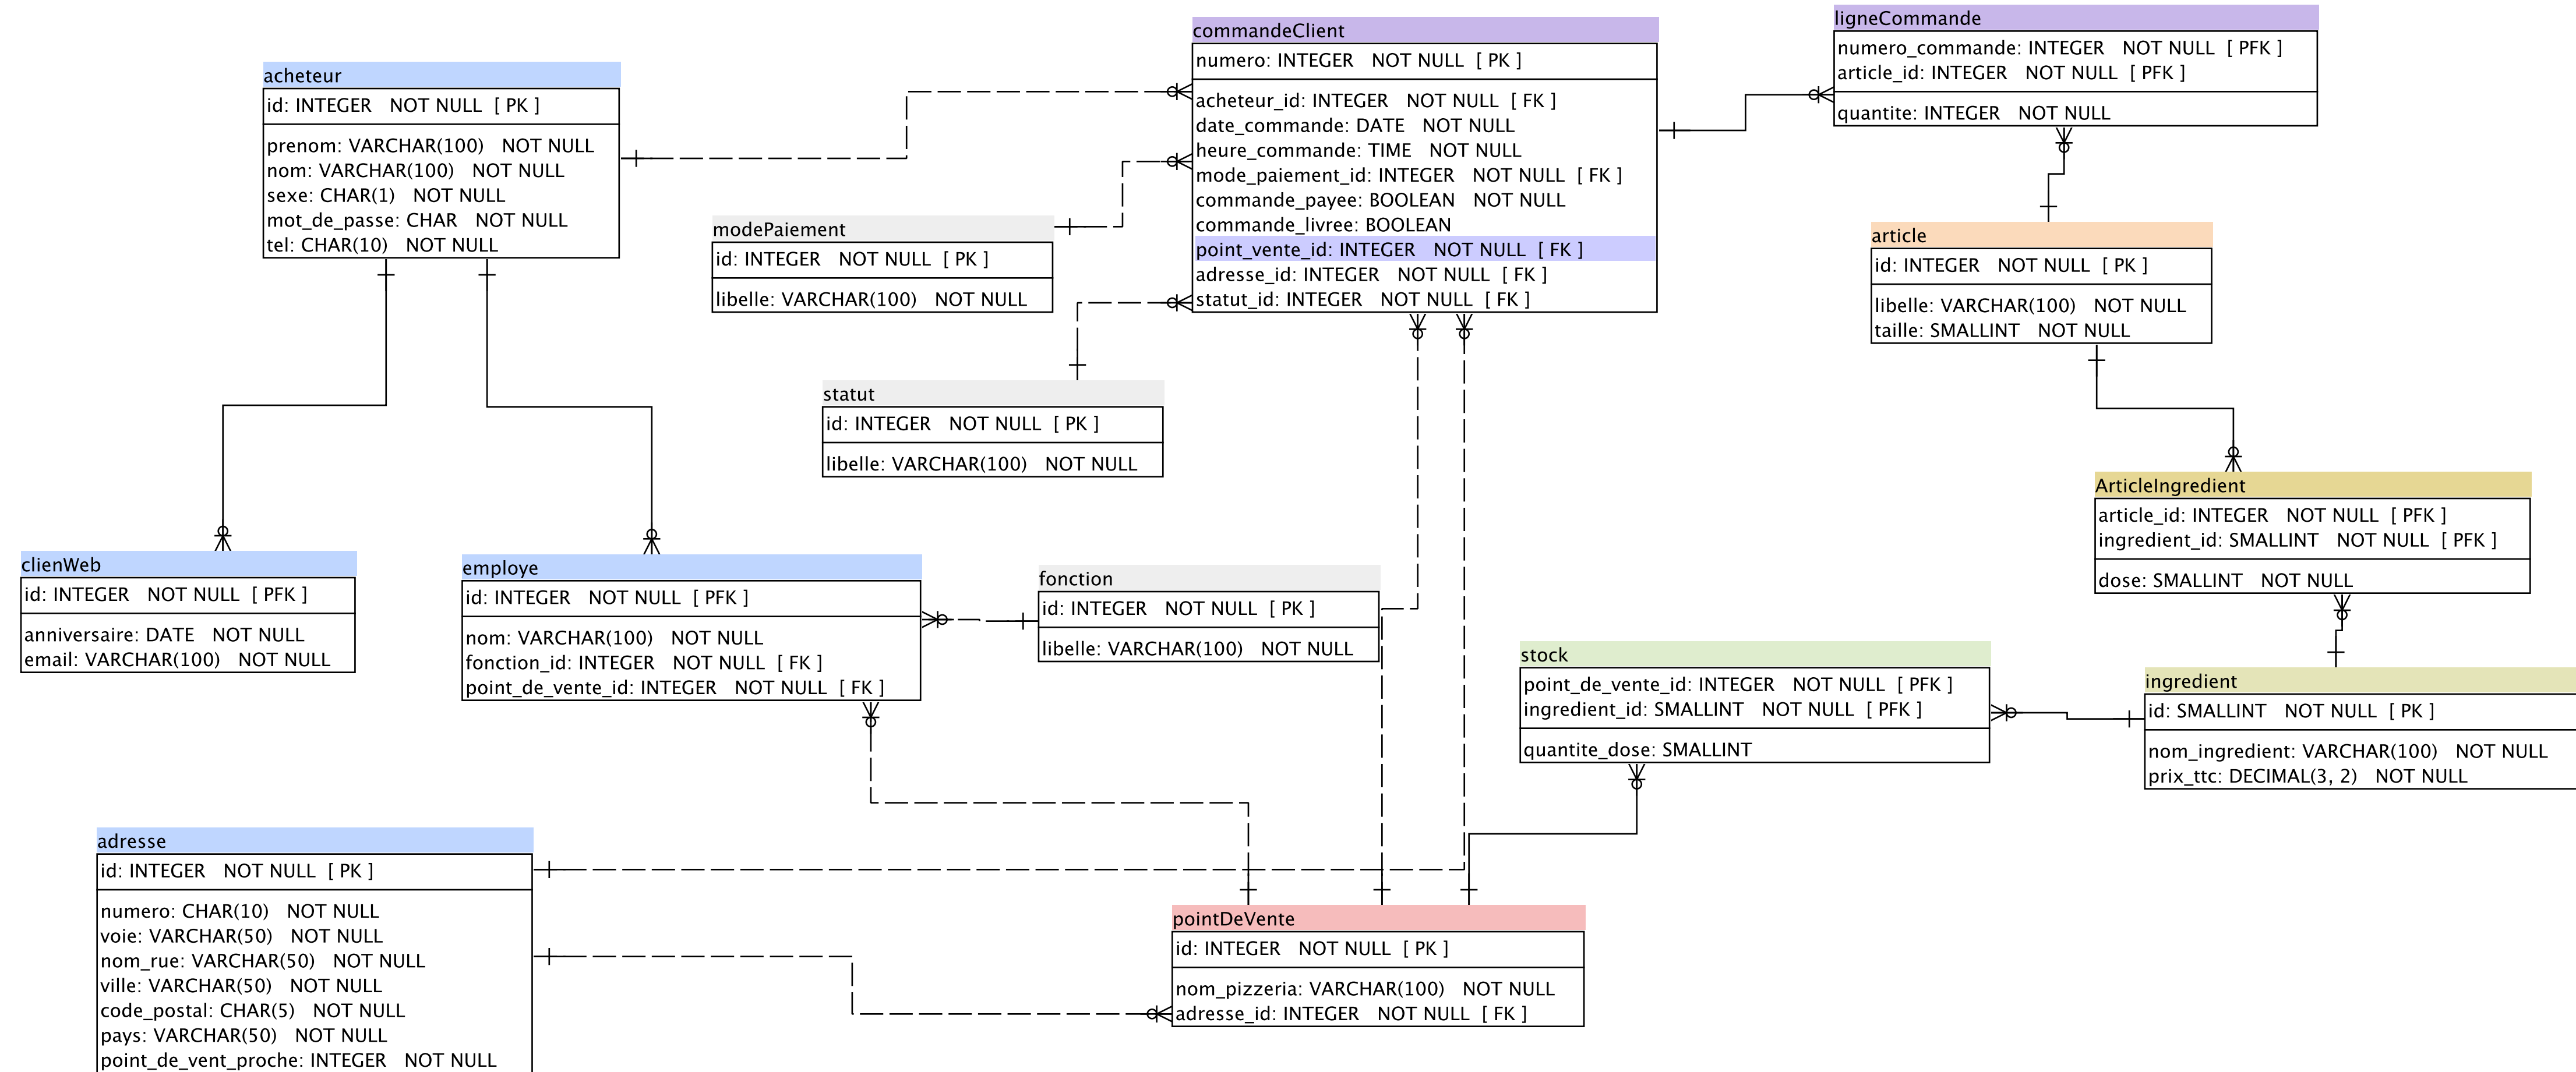 acheteur
id: INTEGER NOT NULL [ PK ]
prenom: VARCHAR(100) NOT NULL
nom: VARCHAR(100) NOT NULL
sexe: CHAR(1) NOT NULL
mot_de_passe: CHAR NOT NULL
tel: CHAR(10) NOT NULL
commandeClient
numero: INTEGER NOT NULL [ PK ]
acheteur_id: INTEGER NOT NULL [ FK ]
date_commande: DATE NOT NULL
heure_commande: TIME NOT NULL
mode_paiement_id: INTEGER NOT NULL [ FK ]
commande_payee: BOOLEAN NOT NULL
commande_livree: BOOLEAN
point_vente_id: INTEGER NOT NULL [ FK ]
adresse_id: INTEGER NOT NULL [ FK ]
statut_id: INTEGER NOT NULL [ FK ]
ligneCommande
numero_commande: INTEGER NOT NULL [ PFK ]
article_id: INTEGER NOT NULL [ PFK ]
quantite: INTEGER NOT NULL
modePaiement
id: INTEGER NOT NULL [ PK ]
libelle: VARCHAR(100) NOT NULL
article
id: INTEGER NOT NULL [ PK ]
libelle: VARCHAR(100) NOT NULL
taille: SMALLINT NOT NULL
statut
id: INTEGER NOT NULL [ PK ]
libelle: VARCHAR(100) NOT NULL
ArticleIngredient
article_id: INTEGER NOT NULL [ PFK ]
ingredient_id: SMALLINT NOT NULL [ PFK ]
dose: SMALLINT NOT NULL
clienWeb
id: INTEGER NOT NULL [ PFK ]
anniversaire: DATE NOT NULL
email: VARCHAR(100) NOT NULL
employe
id: INTEGER NOT NULL [ PFK ]
nom: VARCHAR(100) NOT NULL
fonction_id: INTEGER NOT NULL [ FK ]
point_de_vente_id: INTEGER NOT NULL [ FK ]
fonction
id: INTEGER NOT NULL [ PK ]
libelle: VARCHAR(100) NOT NULL
stock
point_de_vente_id: INTEGER NOT NULL [ PFK ]
ingredient_id: SMALLINT NOT NULL [ PFK ]
quantite_dose: SMALLINT
ingredient
id: SMALLINT NOT NULL [ PK ]
nom_ingredient: VARCHAR(100) NOT NULL
prix_ttc: DECIMAL(3, 2) NOT NULL
adresse
id: INTEGER NOT NULL [ PK ]
numero: CHAR(10) NOT NULL
voie: VARCHAR(50) NOT NULL
nom_rue: VARCHAR(50) NOT NULL
ville: VARCHAR(50) NOT NULL
code_postal: CHAR(5) NOT NULL
pays: VARCHAR(50) NOT NULL
point_de_vent_proche: INTEGER NOT NULL
pointDeVente
id: INTEGER NOT NULL [ PK ]
nom_pizzeria: VARCHAR(100) NOT NULL
adresse_id: INTEGER NOT NULL [ FK ]